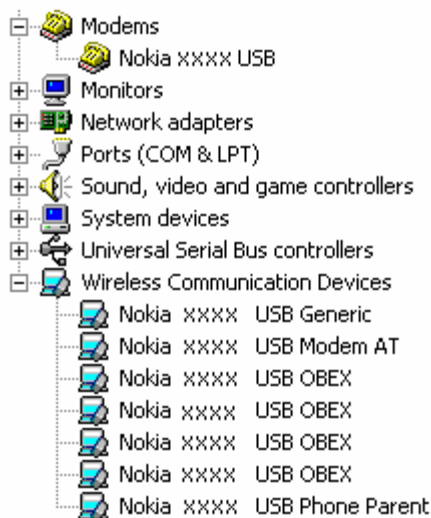 Modems
Nokia xxxx USB
Monitors
Network adapters
Ports (COM & LPT)
Sound, video and game controllers
System devices
Universal Serial Bus controllers
Wireless Communication Devices
Nokia xxxx USB Generic
Nokia xxxx USB Modem AT
Nokia xxxx USB OBEX
Nokia xxxx USB OBEX
Nokia xxxx USB OBEX
Nokia xxxx USB OBEX
Nokia xxxx USB Phone Parent